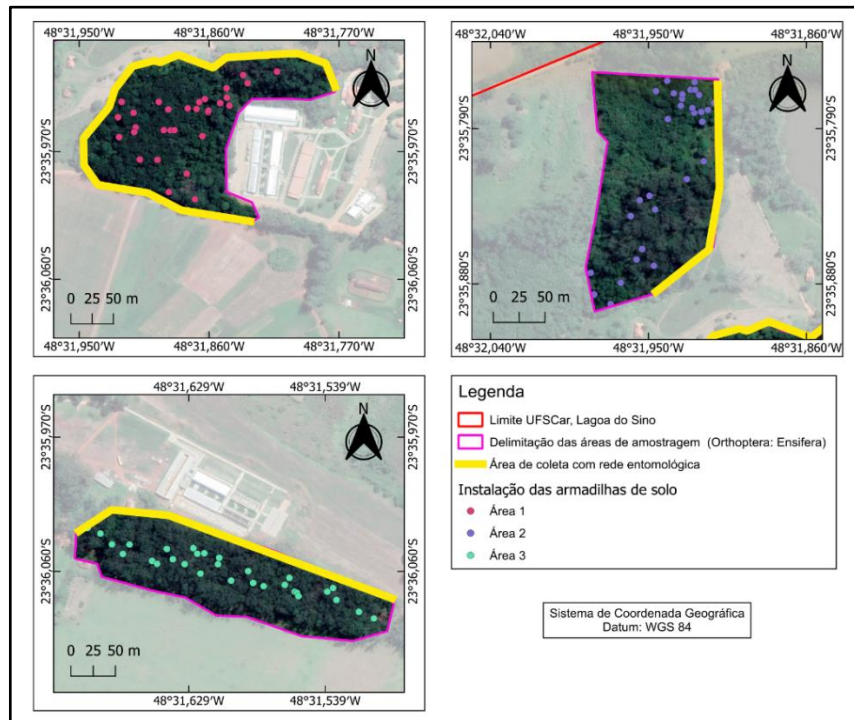 48°31,950'W 48°31,860'W 48°31,770'W
N
23°35,970'S 23°35,970'S
23°36,060'S 23°36,060'S
0 25 50 m
48°31,950'W 48°31,860'W 48°31,770'W
48°32,040'W 48°31,950'W 48°31,860'W
N
23°35,790'S 23°35,790'S
23°35,880'S 23°35,880'S
0 25 50 m
48°32,040'W 48°31,950'W 48°31,860'W
48°31,629'W 48°31,539'W
N
23°35,970'S 23°35,970'S
23°36,060'S 23°36,060'S
0 25 50 m
48°31,629'W 48°31,539'W
Legenda
Limite UFSCar, Lagoa do Sino
Delimitação das áreas de amostragem (Orthoptera: Ensifera)
Área de coleta com rede entomológica
Instalação das armadilhas de solo
Área 1
Área 2
Área 3
Sistema de Coordenada Geográfica
Datum: WGS 84